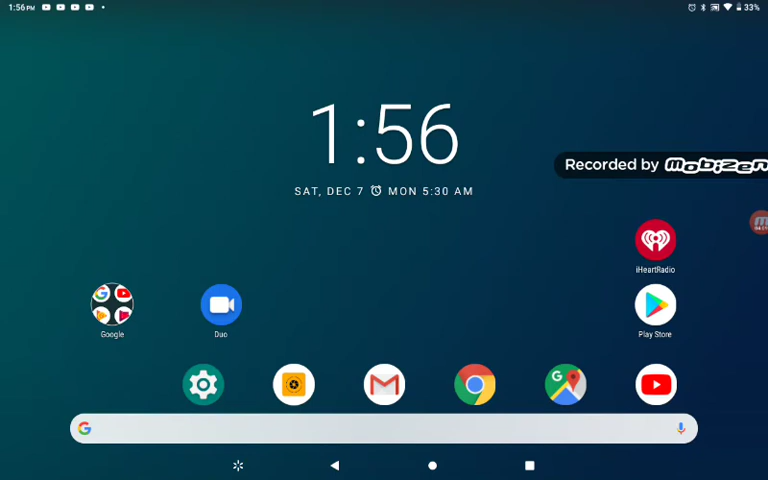 1:56 PM
33%
1:56
SAT, DEC 7 MON 5:30 AM
Recorded by Mobizen
iHeartRadio
Google
Duo
Play Store